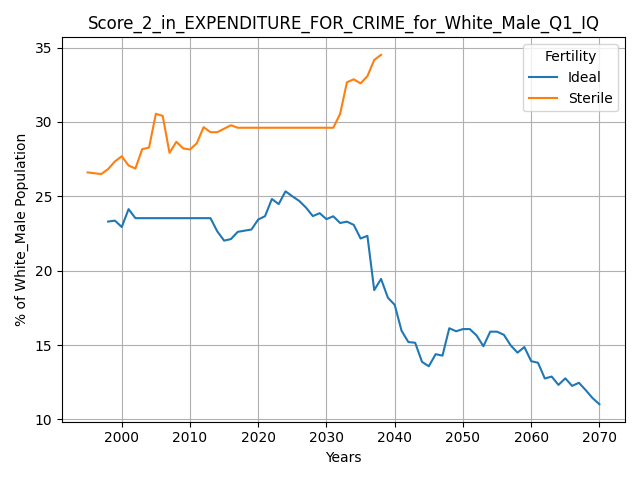 Score_2_in_EXPENDITURE_FOR_CRIME_for_White_Male_Q1_IQ
Fertility
Ideal
Sterile
% of White_Male Population
35
30
25
20
15
10
2000 2010 2020 2030 2040 2050 2060 2070
Years